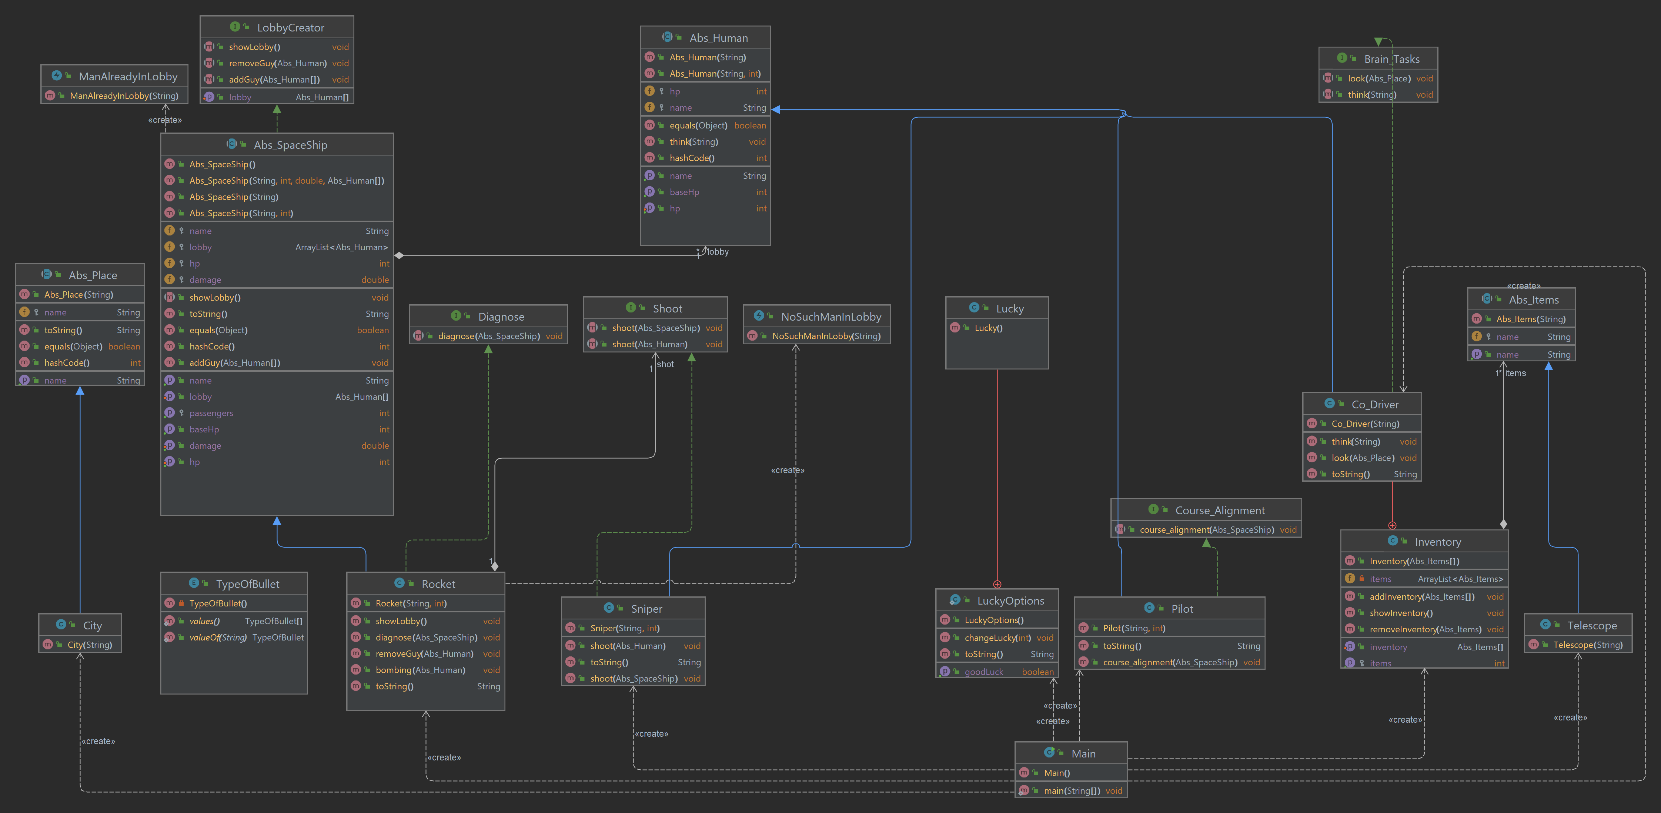 LobbyCreator
showLobby() void
removeGuy(Abs_Human) void
addGuy(Abs_Human[]) void
lobby Abs_Human[]
ManAlreadyInLobby
ManAlreadyInLobby(String)
«create»
Abs_SpaceShip
Abs_SpaceShip()
Abs_SpaceShip(String, int, double, Abs_Human[])
Abs_SpaceShip(String)
Abs_SpaceShip(String, int)
name String
lobby ArrayList<Abs_Human>
hp int
damage double
showLobby() void
toString() String
equals(Object) boolean
hashCode() int
addGuy(Abs_Human[]) void
name String
lobby Abs_Human[]
passengers int
baseHp int
damage double
hp int
Abs_Human
Abs_Human(String)
Abs_Human(String, int)
hp int
name String
equals(Object) boolean
think(String) void
hashCode() int
name String
baseHp int
hp int
1 * lobby
Brain_Tasks
look(Abs_Place) void
think(String) void
Abs_Place
Abs_Place(String)
name String
toString() String
equals(Object) boolean
hashCode() int
name String
Diagnose
diagnose(Abs_SpaceShip) void
Shoot
shoot(Abs_SpaceShip) void
shoot(Abs_Human) void
1 shot
NoSuchManInLobby
NoSuchManInLobby(String)
«create»
Lucky
Lucky()
«create»
Abs_Items
Abs_Items(String)
name String
name String
1 * items
Co_Driver
Co_Driver(String)
think(String) void
look(Abs_Place) void
toString() String
Course_Alignment
course_alignment(Abs_SpaceShip) void
Inventory
Inventory(Abs_Items[])
items ArrayList<Abs_Items>
addInventory(Abs_Items[]) void
showInventory() void
removeInventory(Abs_Items) void
inventory Abs_Items[]
items int
City
City(String)
TypeOfBullet
TypeOfBullet()
values() TypeOfBullet[]
valueOf(String) TypeOfBullet
1
Rocket
Rocket(String, int)
showLobby() void
diagnose(Abs_SpaceShip) void
removeGuy(Abs_Human) void
bombing(Abs_Human) void
toString() String
Sniper
Sniper(String, int)
shoot(Abs_Human) void
toString() String
shoot(Abs_SpaceShip) void
LuckyOptions
LuckyOptions()
changeLucky(int) void
toString() String
goodLuck boolean
Pilot
Pilot(String, int)
toString() String
course_alignment(Abs_SpaceShip) void
Telescope
Telescope(String)
«create»
«create»
«create»
«create»
«create»
«create»
«create»
Main
Main()
main(String[]) void